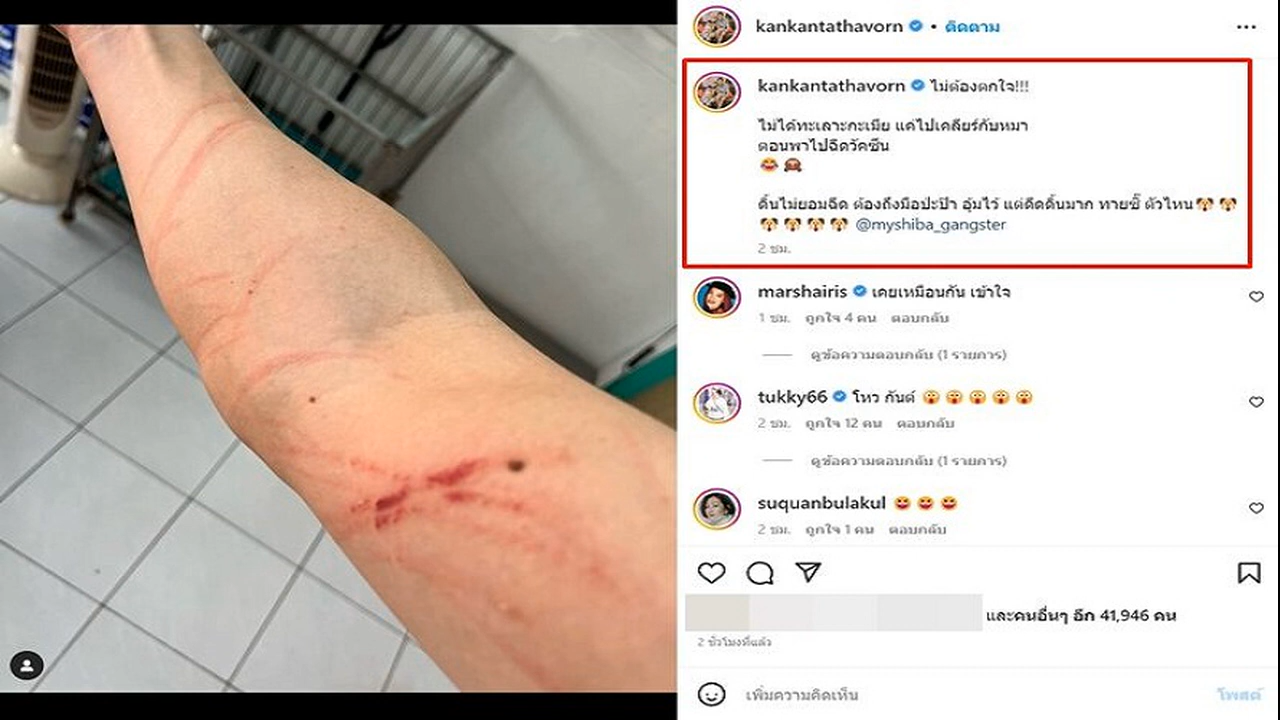 kankantathavorn • ติดตาม
kankantathavorn ไม่ต้องตกใจ!!!
ไม่ได้ทะเลาะกะเมีย แค่ไปเคลียร์กับหมา
ตอนพาไปฉีดวัคซีน
😂 🙈
ดิ้นไม่ยอมฉีด ต้องถึงมือปะป๊า อุ้มไว้ แต่ดีดดิ้นมาก ทายซิ๊ ตัวไหน🐶 🐶
🐶 🐶 🐶 🐶 @myshiba_gangster
2 ชม.
marshairis เคยเหมือนกัน เข้าใจ
1 ชม. ถูกใจ 4 คน ตอบกลับ
ดูข้อความตอบกลับ (1 รายการ)
tukky66 โหว กันต์ 😱 😱 😱 😱 😱
2 ชม. ถูกใจ 12 คน ตอบกลับ
ดูข้อความตอบกลับ (1 รายการ)
suquanbulakul 😆 😆 😆
2 ชม. ถูกใจ 1 คน ตอบกลับ
และคนอื่นๆ อีก 41,946 คน
2 ชั่วโมงที่แล้ว
เพิ่มความคิดเห็น โพสต์